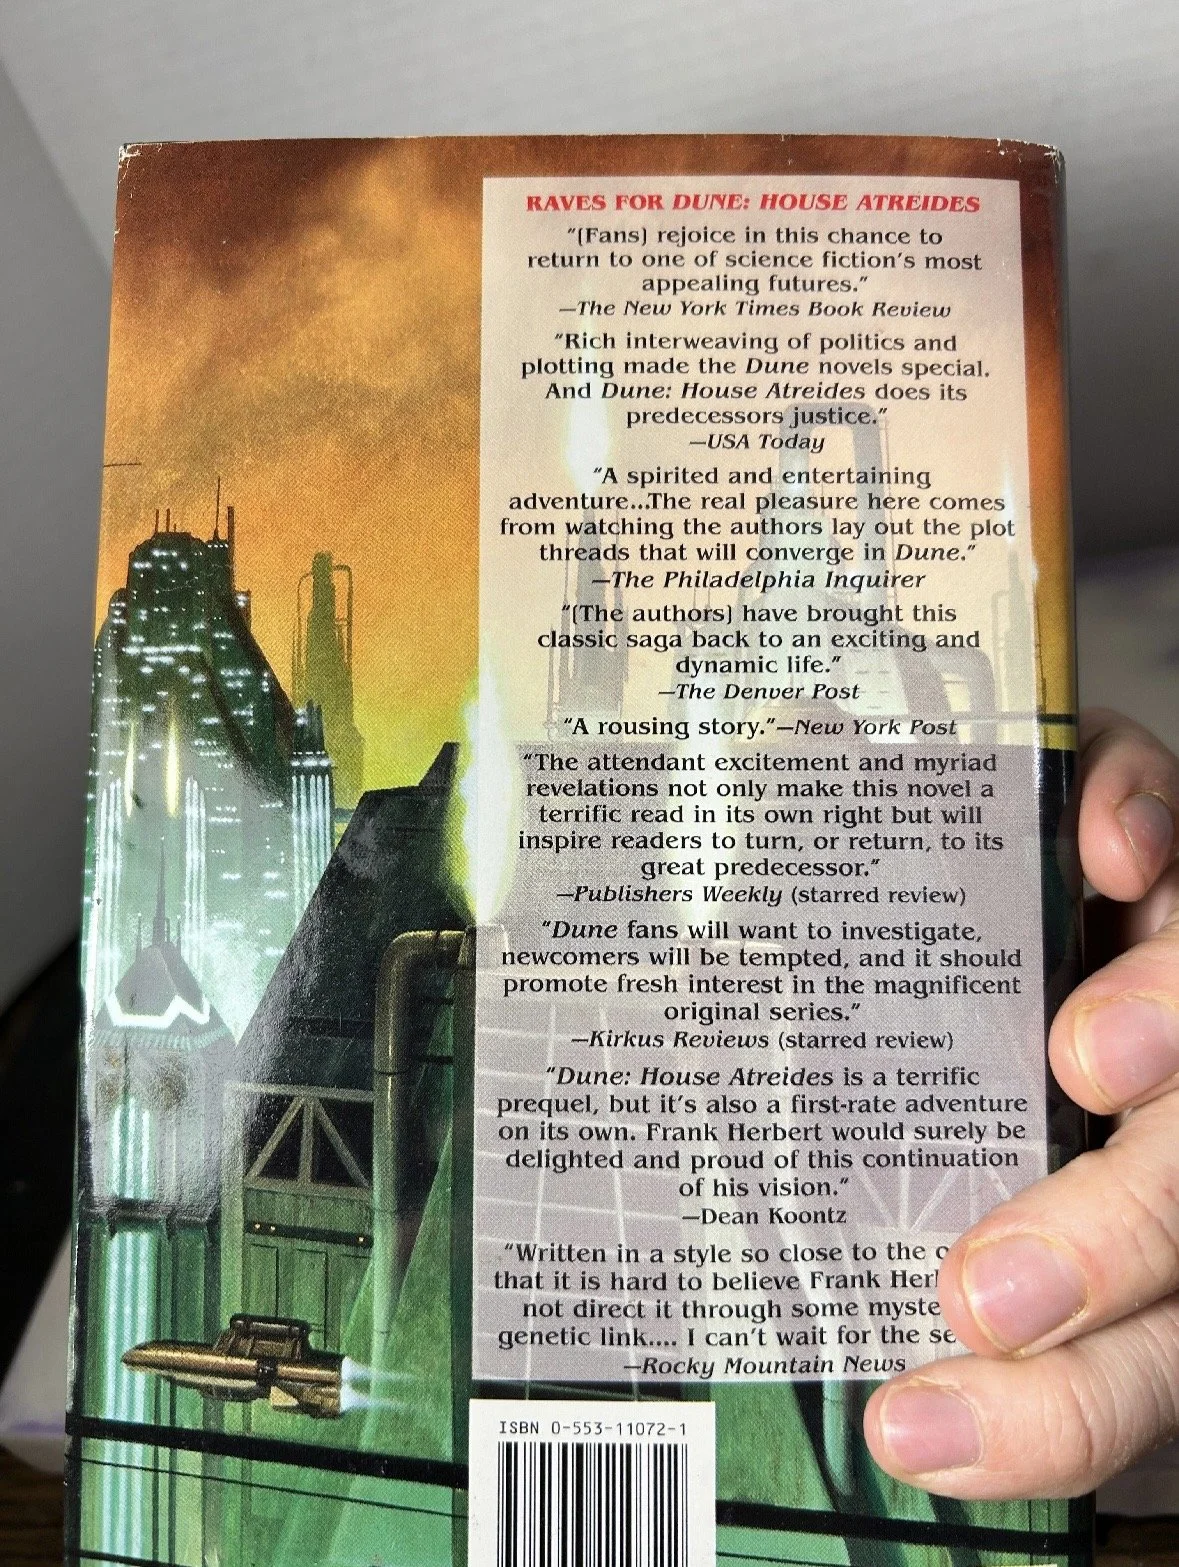 RAVES FOR DUNE: HOUSE ATREIDES
"[Fans] rejoice in this chance to
return to one of science fiction's most
appealing futures."
—The New York Times Book Review
"Rich interweaving of politics and
plotting made the Dune novels special.
And Dune: House Atreides does its
predecessors justice."
—USA Today
"A spirited and entertaining
adventure...The real pleasure here comes
from watching the authors lay out the plot
threads that will converge in Dune."
—The Philadelphia Inquirer
"[The authors] have brought this
classic saga back to an exciting and
dynamic life."
—The Denver Post
"A rousing story."—New York Post
"The attendant excitement and myriad
revelations not only make this novel a
terrific read in its own right but will
inspire readers to turn, or return, to its
great predecessor."
—Publishers Weekly (starred review)
"Dune fans will want to investigate,
newcomers will be tempted, and it should
promote fresh interest in the magnificent
original series."
—Kirkus Reviews (starred review)
"Dune: House Atreides is a terrific
prequel, but it's also a first-rate adventure
on its own. Frank Herbert would surely be
delighted and proud of this continuation
of his vision."
—Dean Koontz
"Written in a style so close to the
that it is hard to believe Frank
not direct it through some
genetic link.... I can't wait for the
—Rocky Mountain News
ISBN 0-553-11072-1